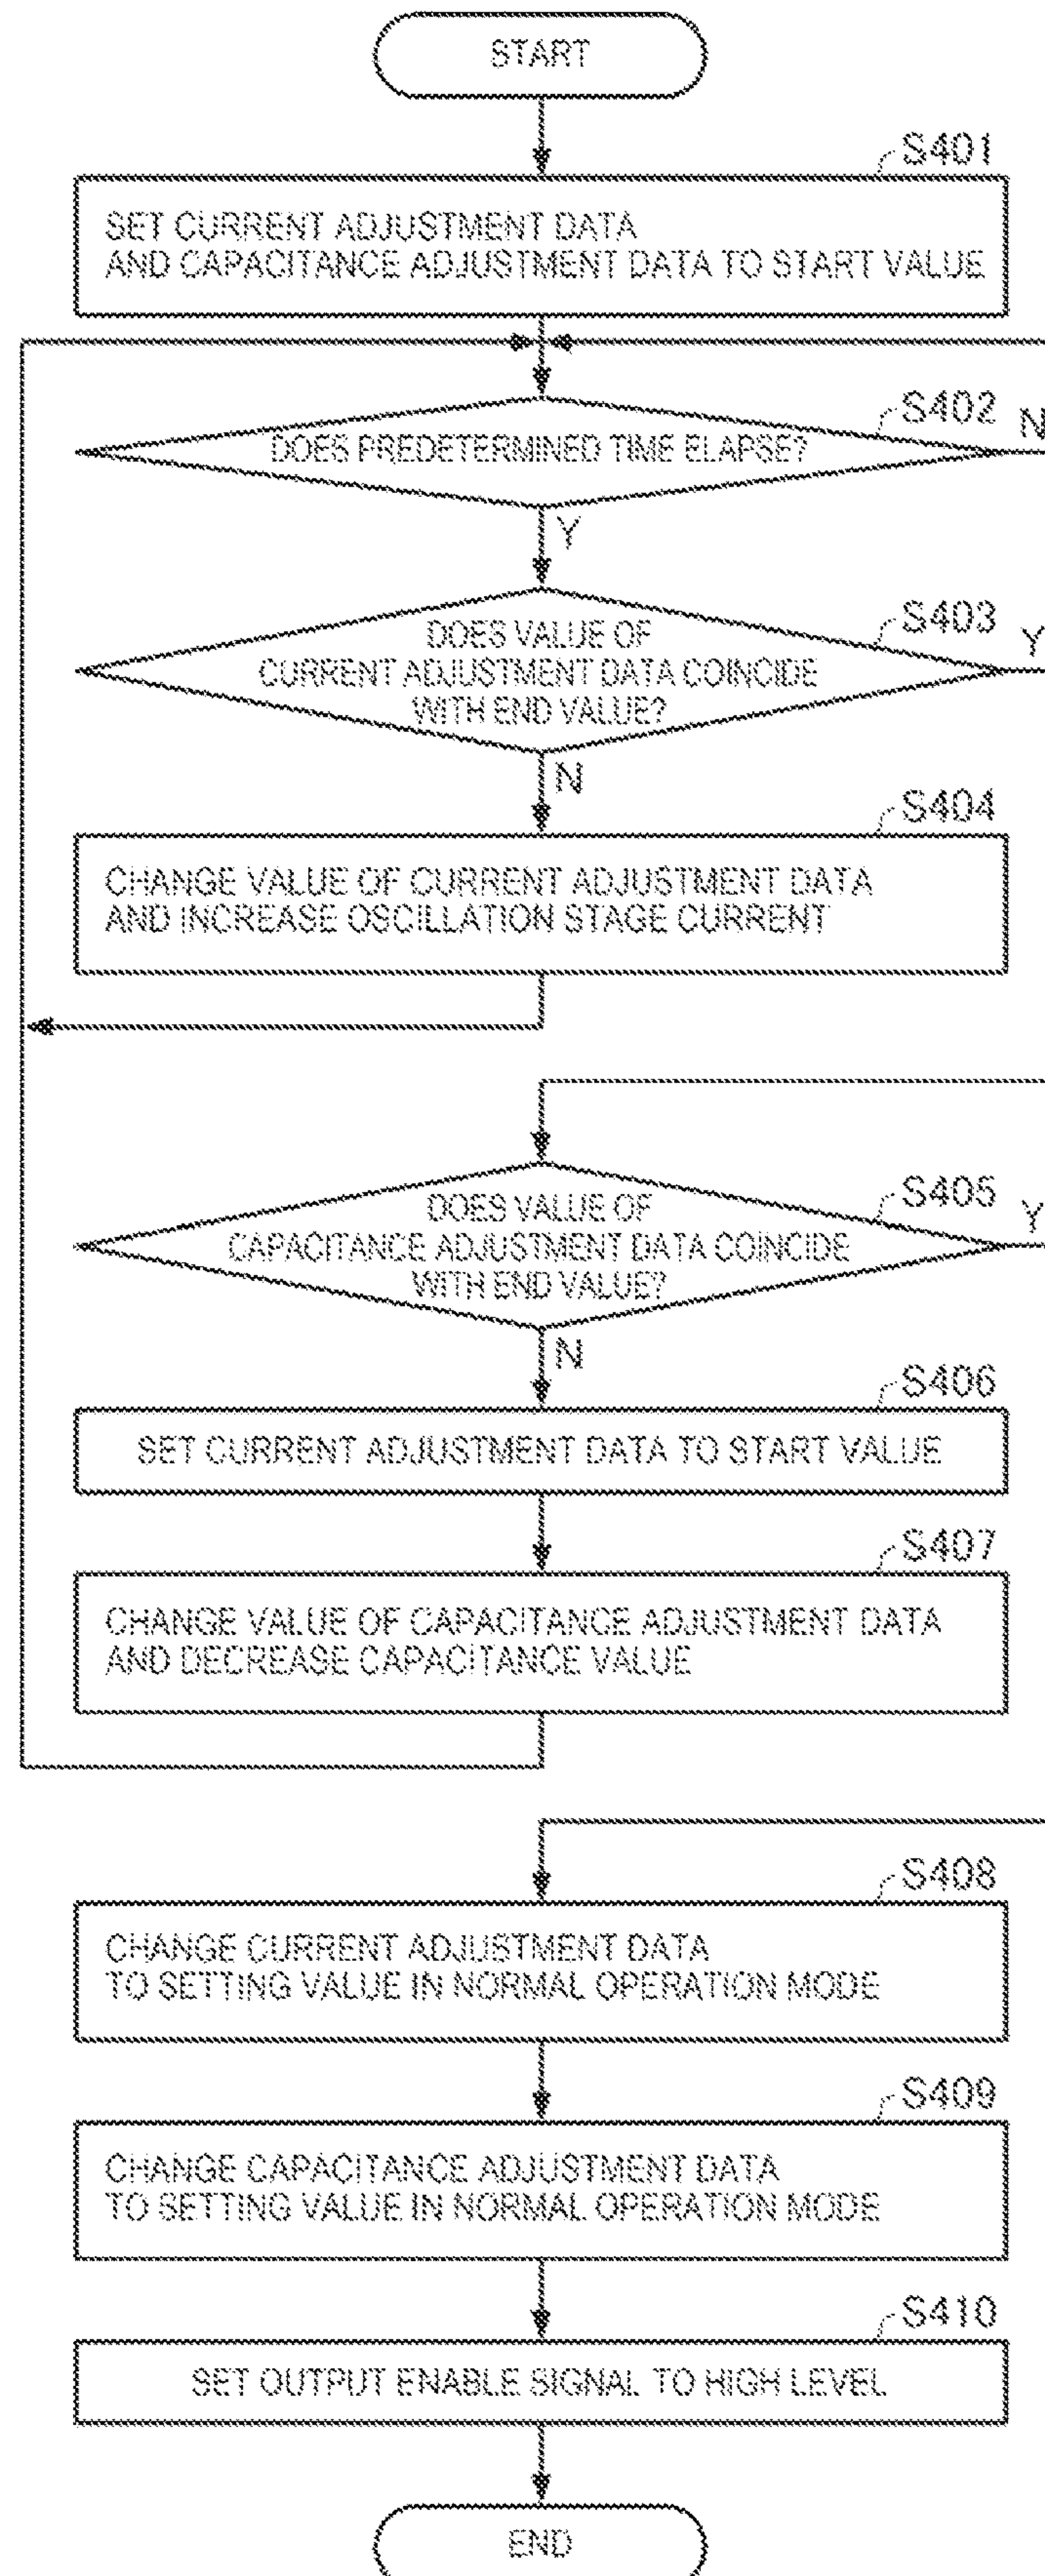 START
S401
SET CURRENT ADJUSTMENT DATA
AND CAPACITANCE ADJUSTMENT DATA TO START VALUE
S402
N
DOES PREDETERMINED TIME ELAPSE?
Y
S403
Y
DOES VALUE OF
CURRENT ADJUSTMENT DATA COINCIDE
WITH END VALUE?
N
S404
CHANGE VALUE OF CURRENT ADJUSTMENT DATA
AND INCREASE OSCILLATION STAGE CURRENT
S405
Y
DOES VALUE OF
CAPACITANCE ADJUSTMENT DATA COINCIDE
WITH END VALUE?
N
S406
SET CURRENT ADJUSTMENT DATA TO START VALUE
S407
CHANGE VALUE OF CAPACITANCE ADJUSTMENT DATA
AND DECREASE CAPACITANCE VALUE
S408
CHANGE CURRENT ADJUSTMENT DATA
TO SETTING VALUE IN NORMAL OPERATION MODE
S409
CHANGE CAPACITANCE ADJUSTMENT DATA
TO SETTING VALUE IN NORMAL OPERATION MODE
S410
SET OUTPUT ENABLE SIGNAL TO HIGH LEVEL
END